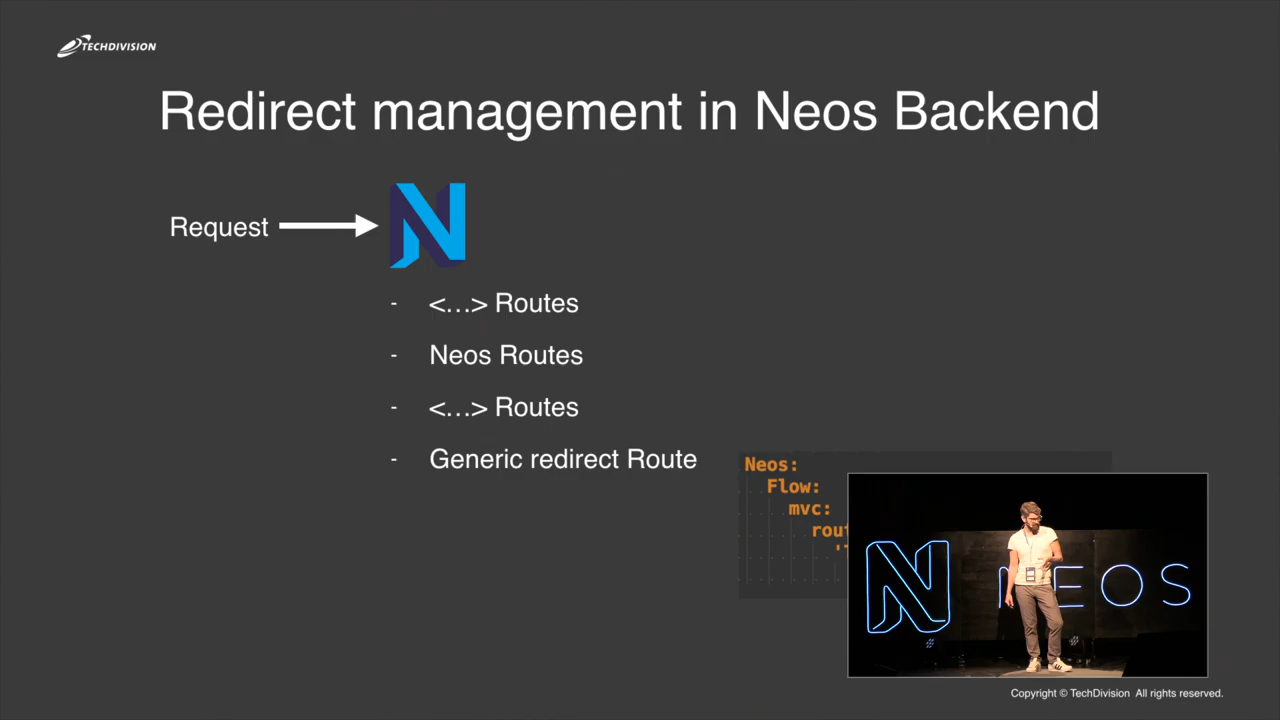 TECHDIVISION
Redirect management in Neos Backend
Request
- <...> Routes
- Neos Routes
- <...> Routes
- Generic redirect Route
Neos:
Flow:
mvc:
NEOS
Copyright © TechDivision All rights reserved.